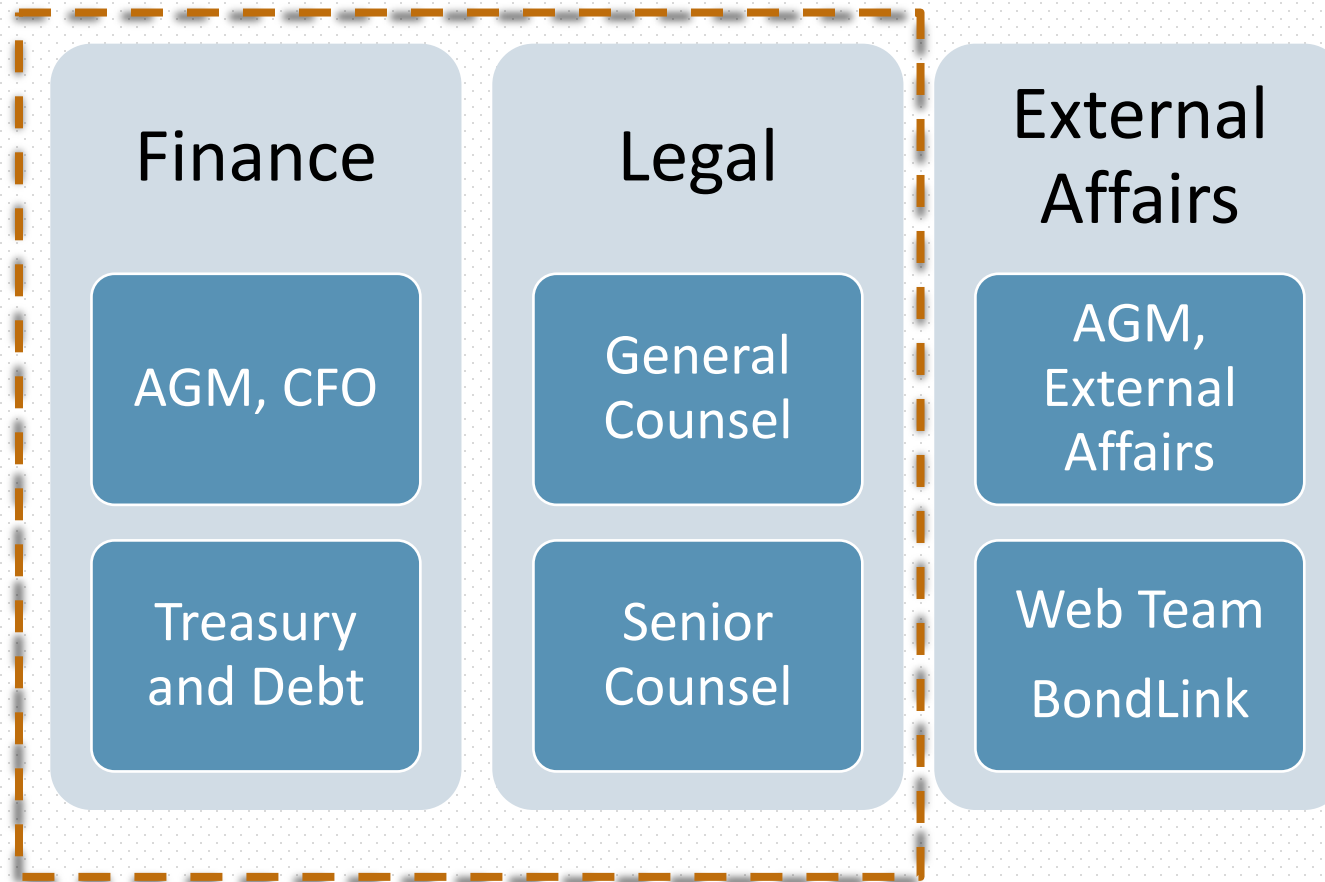 Finance
AGM, CFO
Treasury
and Debt
Legal
General
Counsel
Senior
Counsel
External
Affairs
AGM,
External
Affairs
Web Team
BondLink